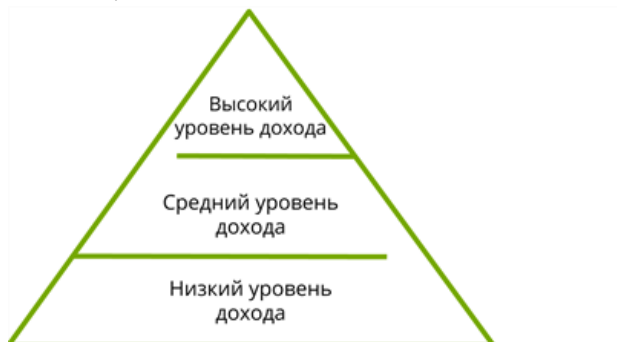 Высокий
уровень дохода
Средний уровень
дохода
Низкий уровень
дохода